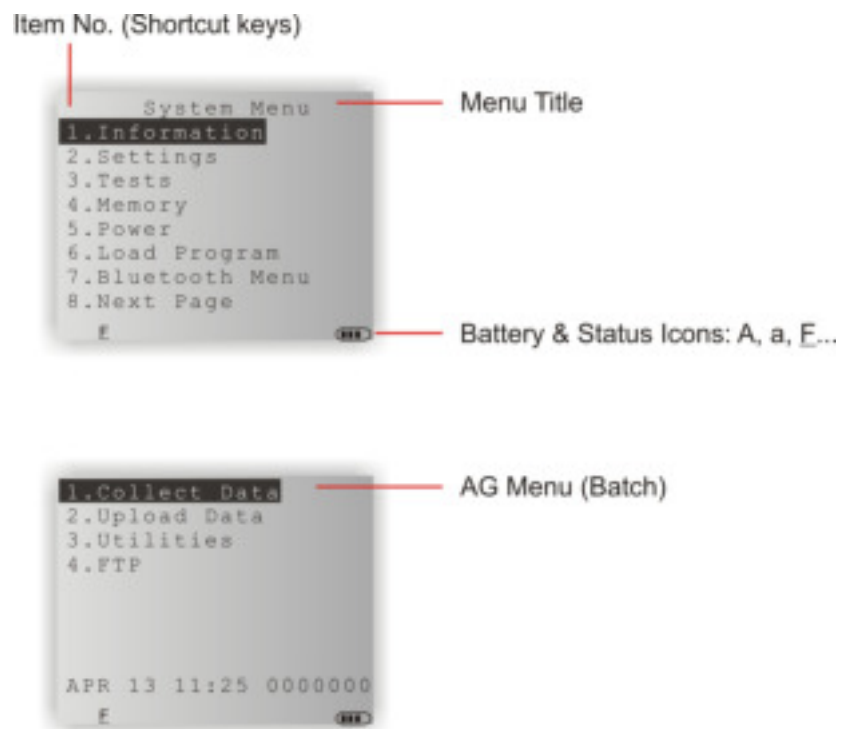 Item No. (Shortcut keys)
System Menu
Menu Title
1.Information
2.Settings
3.Tests
4.Memory
5.Power
6.Load Program
7.Bluetooth Menu
8.Next Page
F
Battery & Status Icons: A, a, F...
1.Collect Data
AG Menu (Batch)
2.Upload Data
3.Utilities
4.FTP
APR 13 11:25 0000000
F